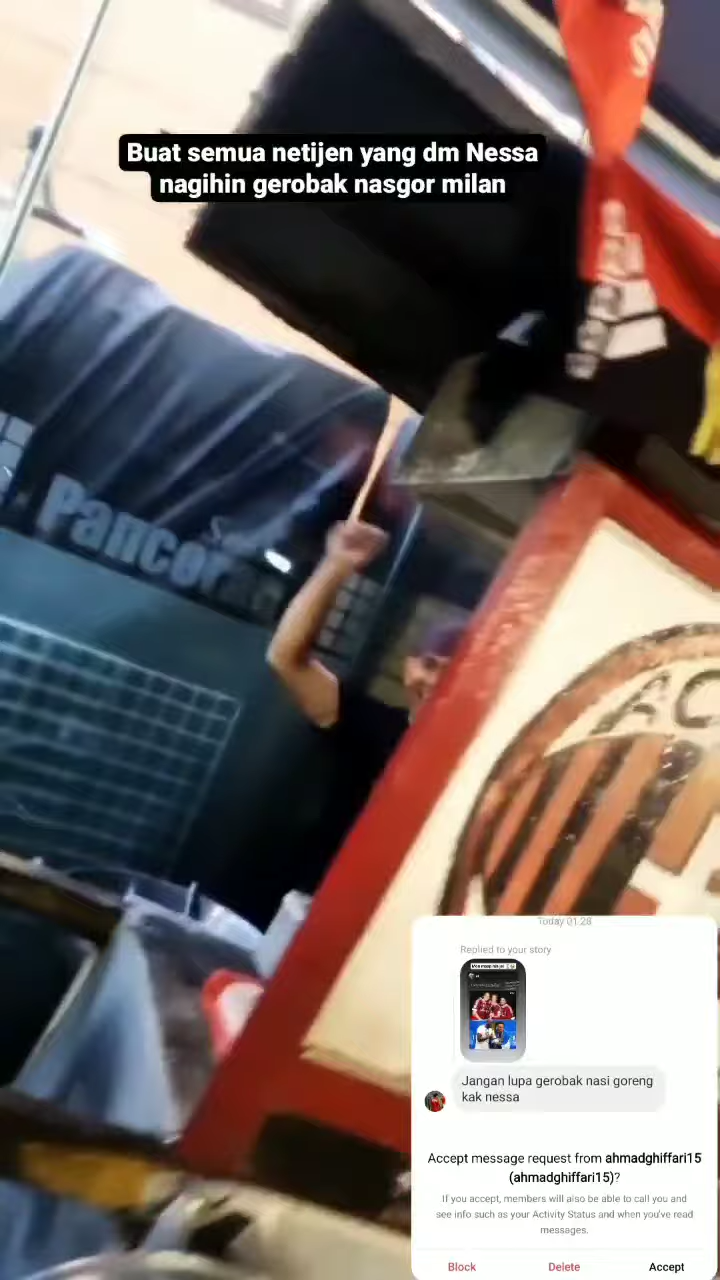 Buat semua netijen yang dm Nessa
nagihin gerobak nasgor milan
Pancoran
AC
Today 01:28
Replied to your story
Jangan lupa gerobak nasi goreng
kak nessa
Accept message request from ahmadghiffari15
(ahmadghiffari15)?
If you accept, members will also be able to call you and
see info such as your Activity Status and when you've read
messages.
Block
Delete
Accept